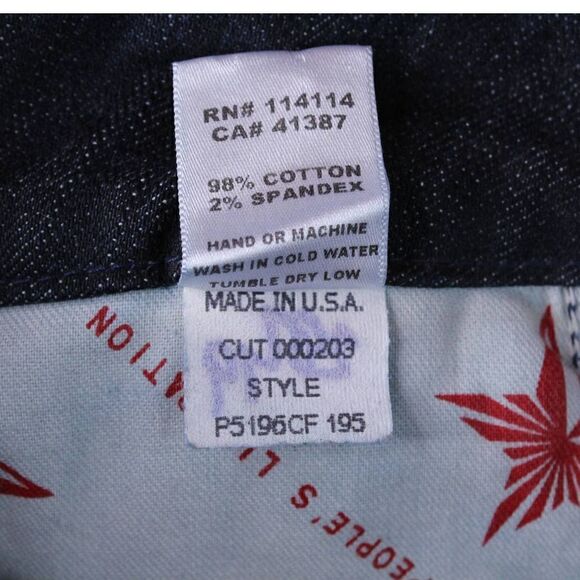 RN# 114114
CA# 41387
98% COTTON
2% SPANDEX
HAND OR MACHINE
WASH IN COLD WATER
TUMBLE DRY LOW
MADE IN U.S.A.
CUT 000203
STYLE
P5196CF 195
PEOPLE'S LI
RATION